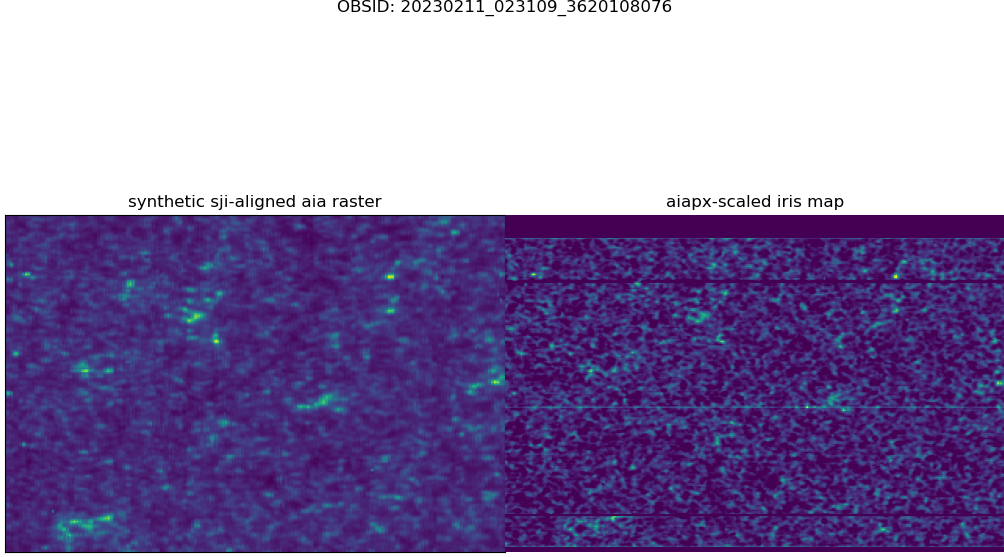 OBSID: 20230211_023109_3620108076
synthetic sji-aligned aia raster
aiapx-scaled iris map